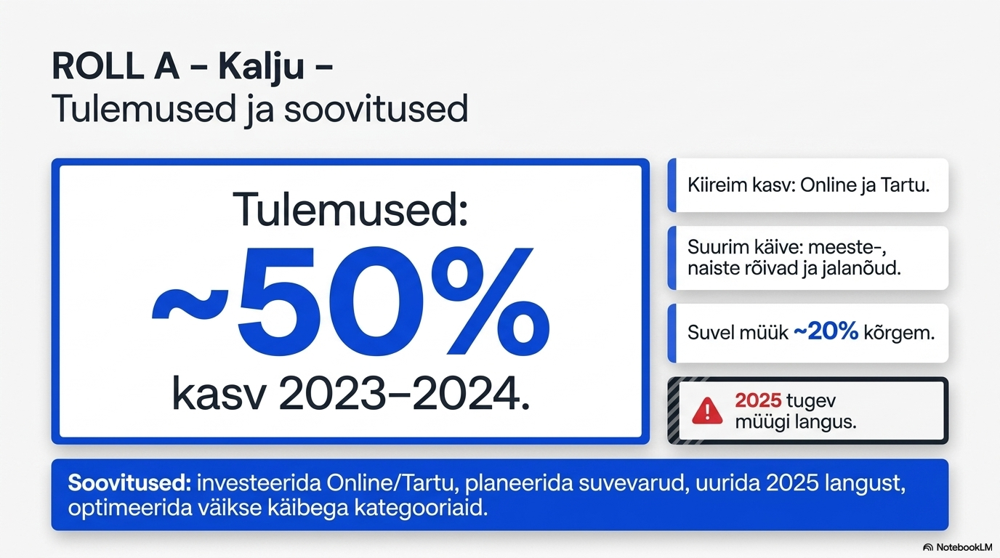 ROLL A – Kalju –
Tulemused ja soovitused
Tulemused:
~50%
kasv 2023–2024.
Kiireim kasv: Online ja Tartu.
Suurim käive: meeste-,
naiste rõivad ja jalanõud.
Suvel müük ~20% kõrgem.
2025 tugev
müügi langus.
Soovitused: investeerida Online/Tartu, planeerida suvevarud, uurida 2025 langust,
optimeerida väikse käibega kategooriaid.
NotebookLM